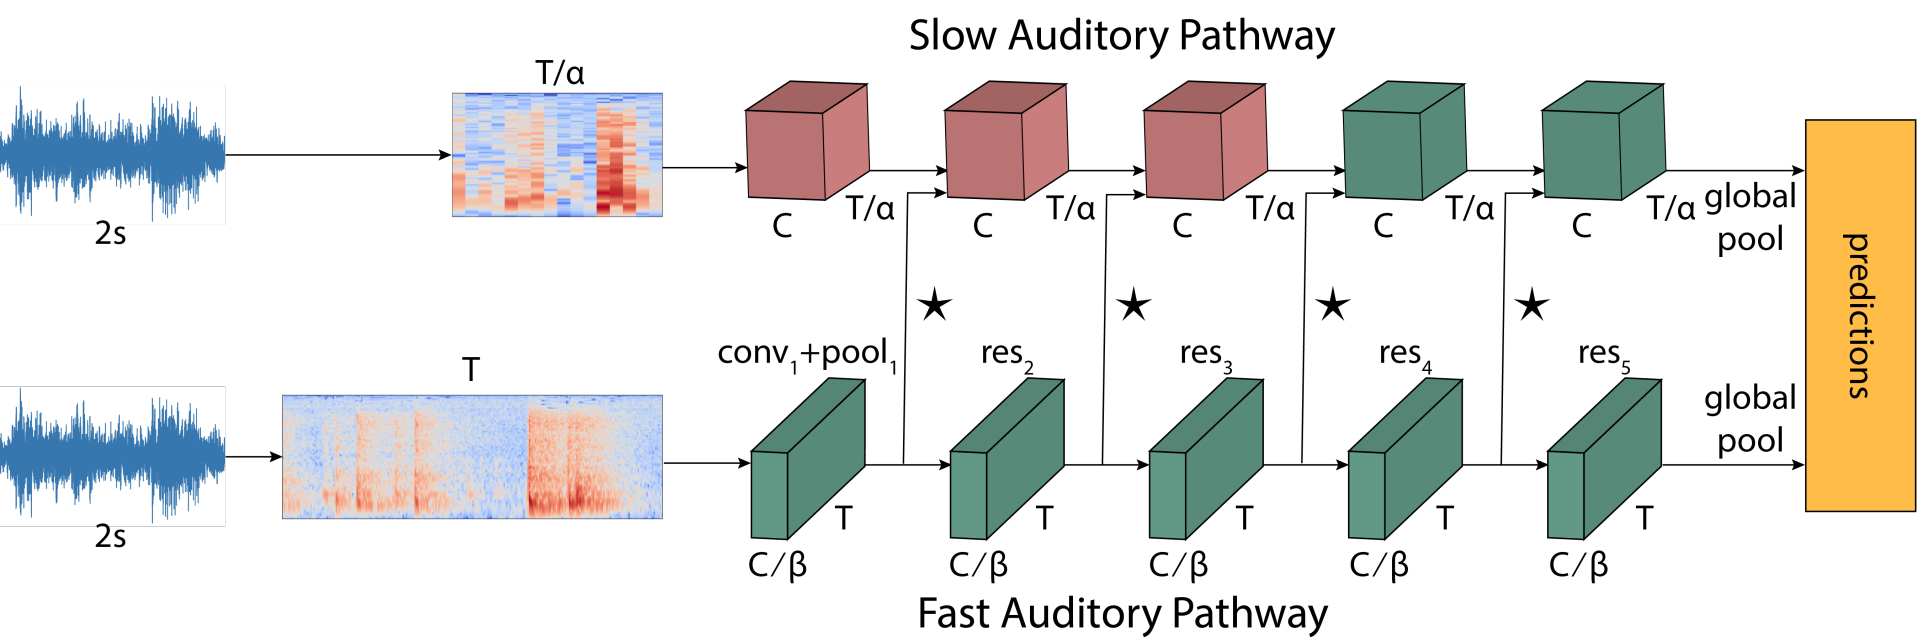 Slow Auditory Pathway
T/α
2s
C
T/α
C
T/α
C
T/α
C
T/α
C
T/α
global
pool
predictions
T
2s
conv1+pool1
res2
res3
res4
res5
global
pool
T
T
T
T
T
C/β
C/β
C/β
C/β
C/β
Fast Auditory Pathway